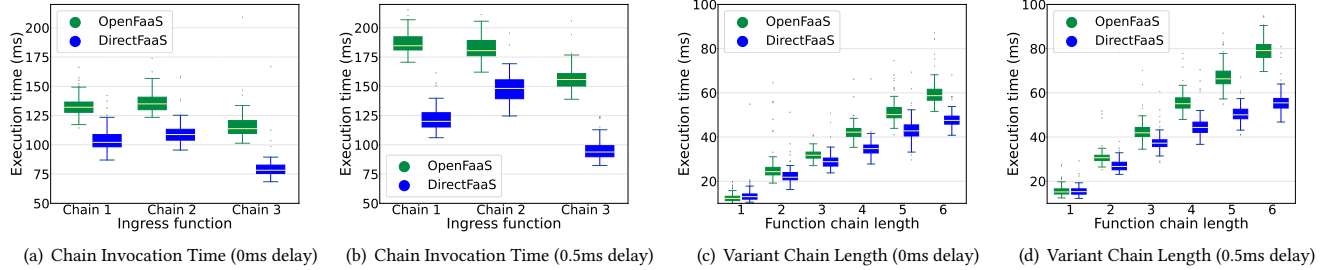 Execution time (ms)
200
175
150
125
100
75
50
OpenFaaS
DirectFaaS
Chain 1 Chain 2 Chain 3
Ingress function
(a) Chain Invocation Time (0ms delay)
Execution time (ms)
200
175
150
125
100
75
50
OpenFaaS
DirectFaaS
Chain 1 Chain 2 Chain 3
Ingress function
(b) Chain Invocation Time (0.5ms delay)
Execution time (ms)
100
80
60
40
20
OpenFaaS
DirectFaaS
1 2 3 4 5 6
Function chain length
(c) Variant Chain Length (0ms delay)
Execution time (ms)
100
80
60
40
20
OpenFaaS
DirectFaaS
1 2 3 4 5 6
Function chain length
(d) Variant Chain Length (0.5ms delay)